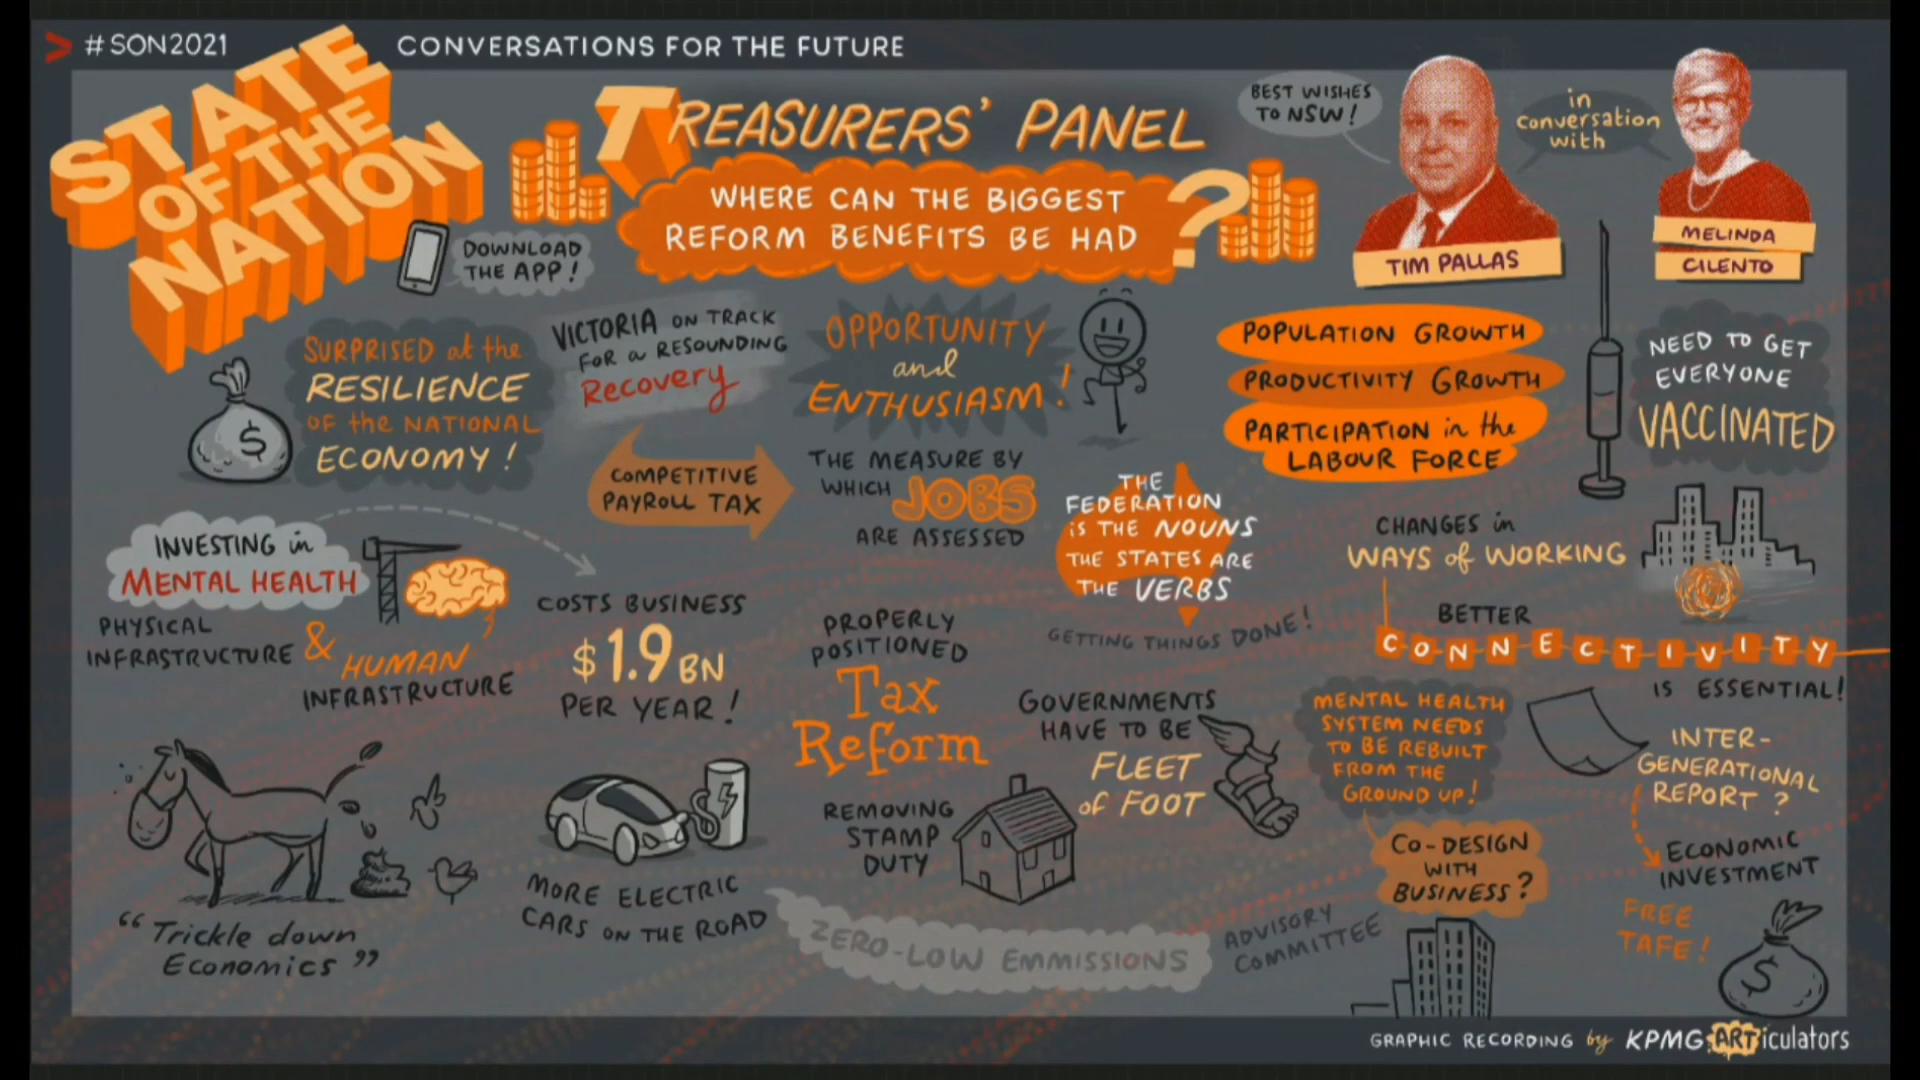 #SON2021
CONVERSATIONS FOR THE FUTURE
STATE
OF THE
NATION
DOWNLOAD
THE APP!
TREASURERS' PANEL
WHERE CAN THE BIGGEST
REFORM BENEFITS BE HAD ?
BEST WISHES
TO NSW!
in
conversation
with
TIM PALLAS
MELINDA
CILENTO
SURPRISED at the
RESILIENCE
OF the NATIONAL
ECONOMY!
$
VICTORIA ON TRACK
FOR a RESOUNDING
Recovery
OPPORTUNITY
and
ENTHUSIASM!
POPULATION GROWTH
PRODUCTIVITY GROWTH
PARTICIPATION in the
LABOUR FORCE
NEED TO GET
EVERYONE
VACCINATED
COMPETITIVE
PAYROLL TAX
THE MEASURE BY
WHICH JOBS
ARE ASSESSED
THE
FEDERATION
IS THE NOUNS
THE STATES ARE
THE VERBS
GETTING THINGS DONE!
CHANGES in
WAYS of WORKING
BETTER
CONNECTIVITY
IS ESSENTIAL!
INVESTING in
MENTAL HEALTH
PHYSICAL
INFRASTRUCTURE &
HUMAN
INFRASTRUCTURE
COSTS BUSINESS
$1.9 BN
PER YEAR!
PROPERLY
POSITIONED
Tax
Reform
REMOVING
STAMP
DUTY
GOVERNMENTS
HAVE TO BE
FLEET
of FOOT
MENTAL HEALTH
SYSTEM NEEDS
TO BE REBUILT
FROM THE
GROUND UP!
CO-DESIGN
WITH
BUSINESS?
ADVISORY
COMMITTEE
INTER-
GENERATIONAL
REPORT?
ECONOMIC
INVESTMENT
FREE
TAFE!
$
"Trickle down
Economics"
MORE ELECTRIC
CARS ON THE ROAD
ZERO-LOW EMMISSIONS
GRAPHIC RECORDING by KPMG ARTiculators